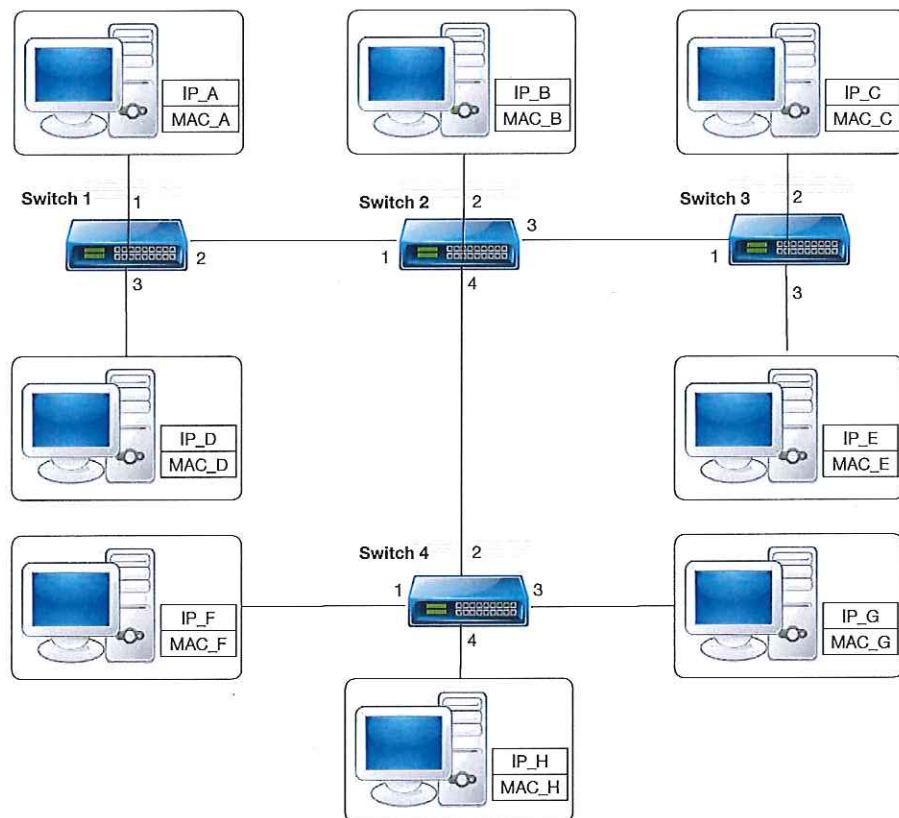 IP_A
MAC_A
IP_B
MAC_B
IP_C
MAC_C
Switch 1
1
2
3
Switch 2
2
3
1
4
Switch 3
2
1
3
IP_D
MAC_D
IP_E
MAC_E
Switch 4
2
1
3
4
IP_F
MAC_F
IP_G
MAC_G
IP_H
MAC_H